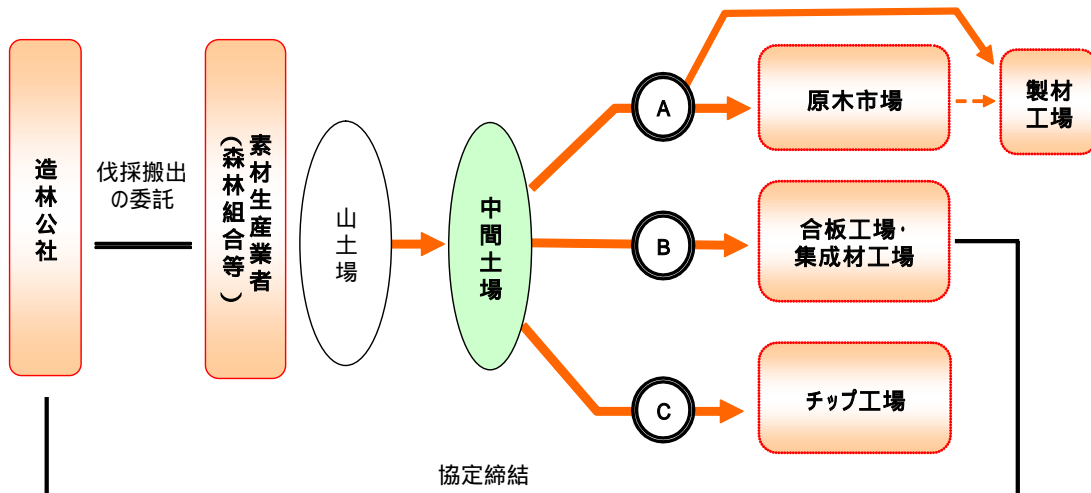 造林公社
伐採搬出
の委託
素材生産業者
(森林組合等)
山土場
中間土場
A
原木市場
製材
工場
B
合板工場・
集成材工場
C
チップ工場
協定締結